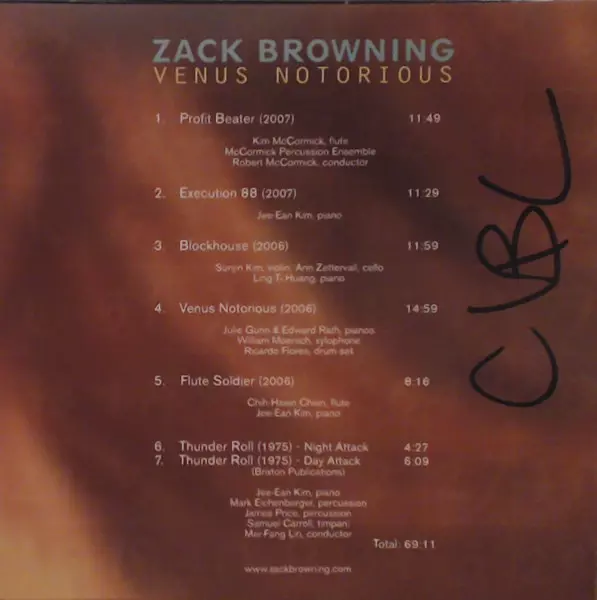 ZACK BROWNING
VENUS NOTORIOUS
1. Profit Beater (2007) 11:49
Kim McCormick, flute
McCormick Percussion Ensemble
Robert McCormick, conductor
2. Execution 88 (2007) 11:29
Jee-Ean Kim, piano
3. Blockhouse (2006) 11:59
Sunjin Kim, violin, Ann Zettervall, cello
Ling-Ti Huang, piano
4. Venus Notorious (2006) 14:59
Julie Gunn & Edward Rath, pianos
William Moersch, xylophone
Ricardo Flores, drum set
5. Flute Soldier (2006) 8:16
Chih Hsien Chien, flute
Jee-Ean Kim, piano
6. Thunder Roll (1975) - Night Attack 4:27
7. Thunder Roll (1975) - Day Attack 6:09
(Brixton Publications)
Jee-Ean Kim, piano
Mark Eichenberger, percussion
James Price, percussion
Samuel Carroll, timpani
Mei-Fang Lin, conductor
Total: 69:11
www.zackbrowning.com